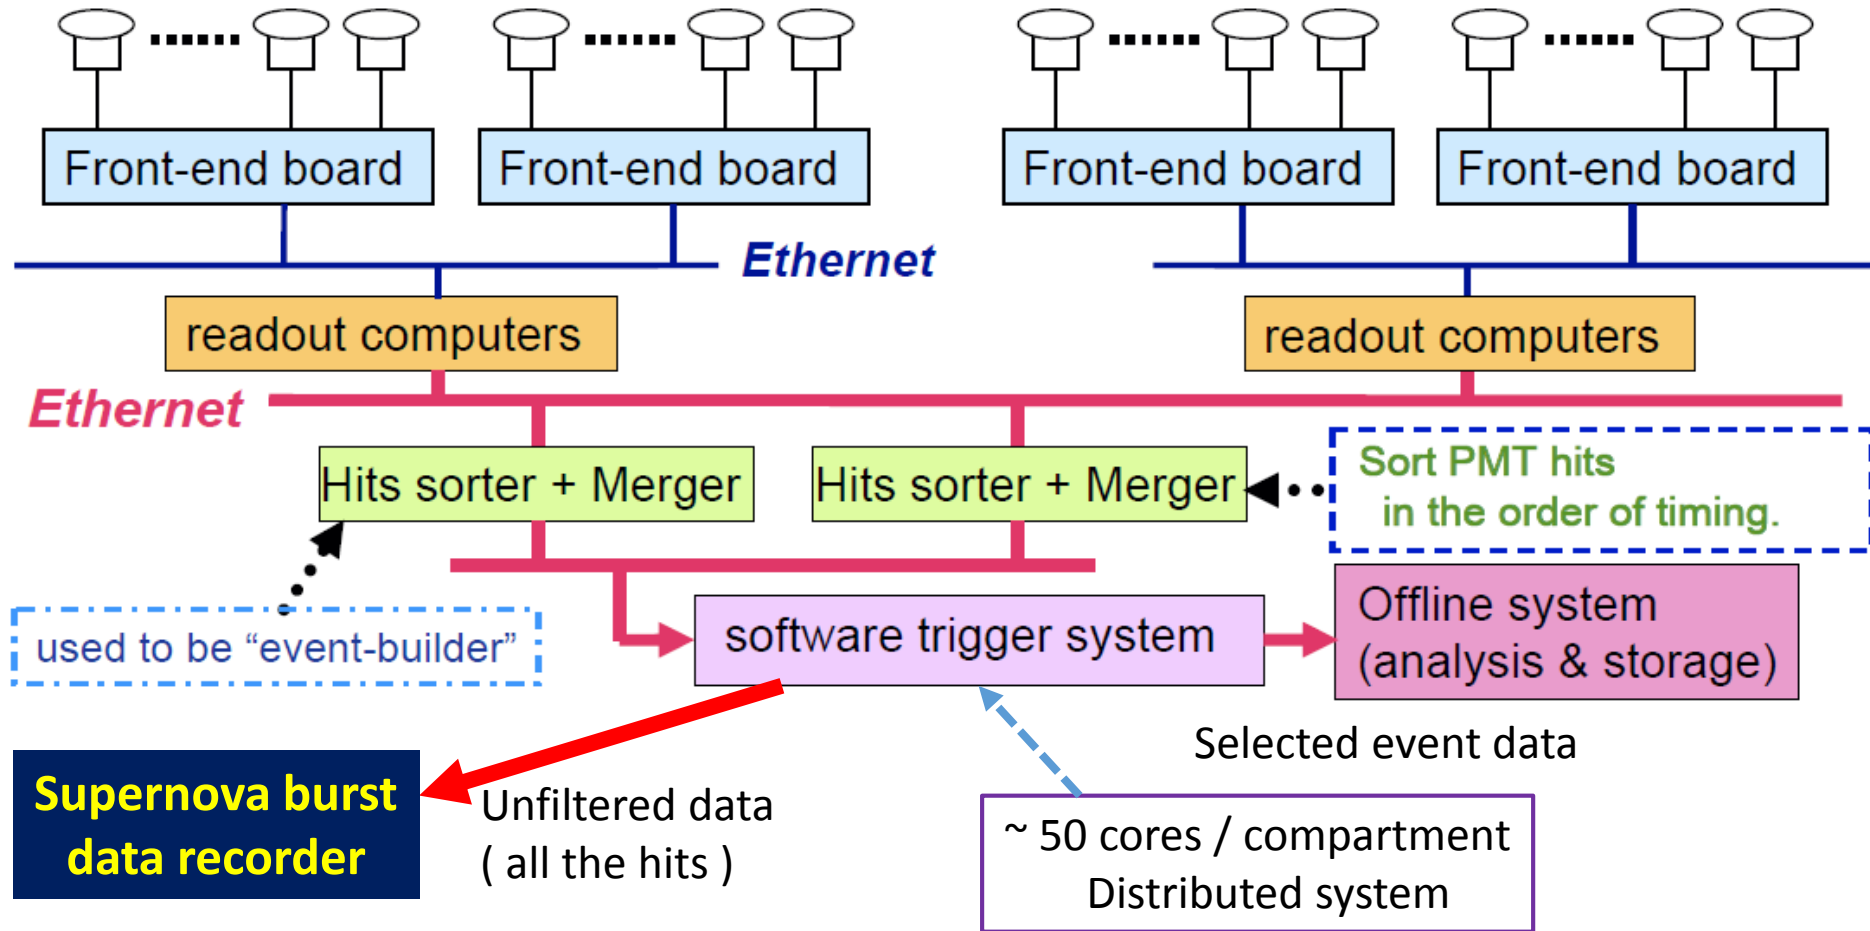 Front-end board
Front-end board
Front-end board
Front-end board
Ethernet
readout computers
readout computers
Ethernet
Hits sorter + Merger
Hits sorter + Merger
Sort PMT hits
in the order of timing.
used to be “event-builder”
software trigger system
Offline system
(analysis & storage)
Selected event data
Supernova burst
data recorder
Unfiltered data
( all the hits )
~ 50 cores / compartment
Distributed system